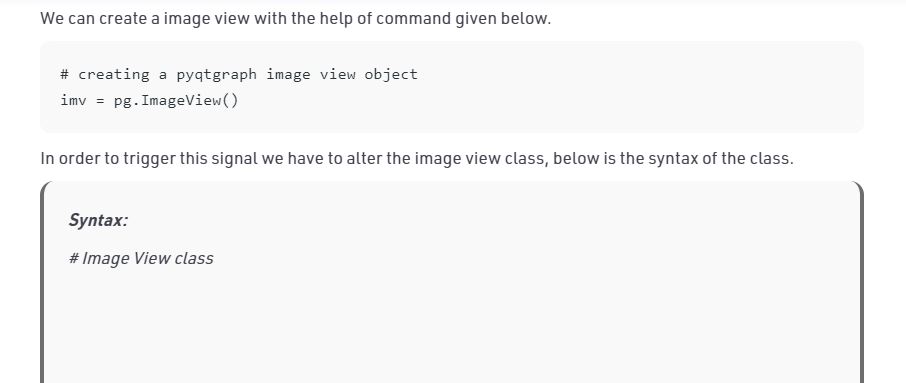 We can create a image view with the help of command given below.
# creating a pyqtgraph image view object
imv = pg.ImageView()
In order to trigger this signal we have to alter the image view class, below is the syntax of the class.
Syntax:
# Image View class